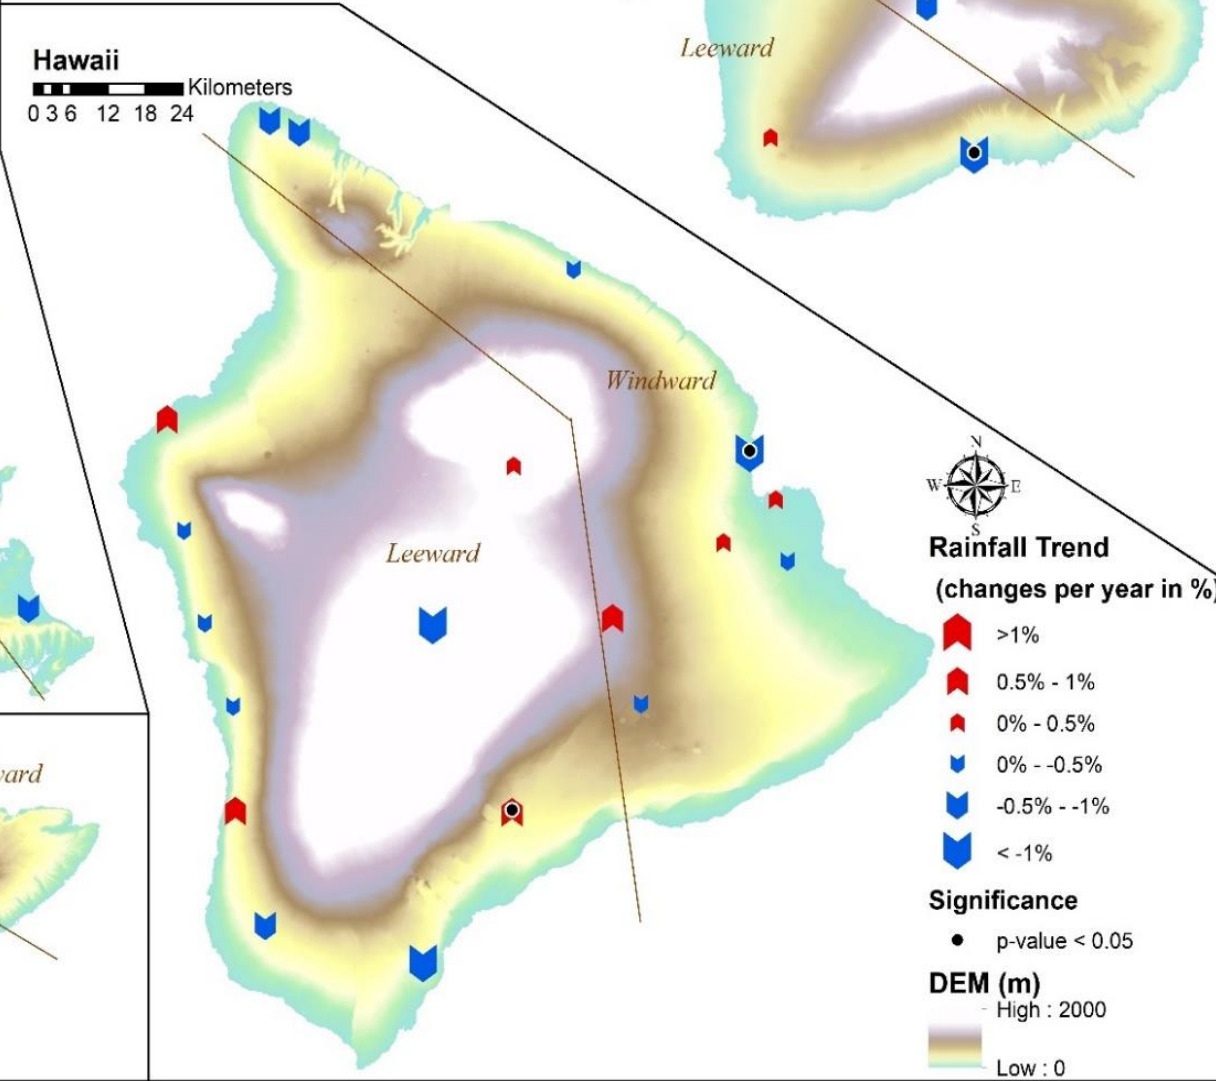 Hawaii
Kilometers
0 3 6 12 18 24
Leeward
Windward
Leeward
N
W E
S
Rainfall Trend
(changes per year in %)
>1%
0.5% - 1%
0% - 0.5%
0% - -0.5%
-0.5% - -1%
< -1%
Significance
p-value < 0.05
DEM (m)
High : 2000
Low : 0